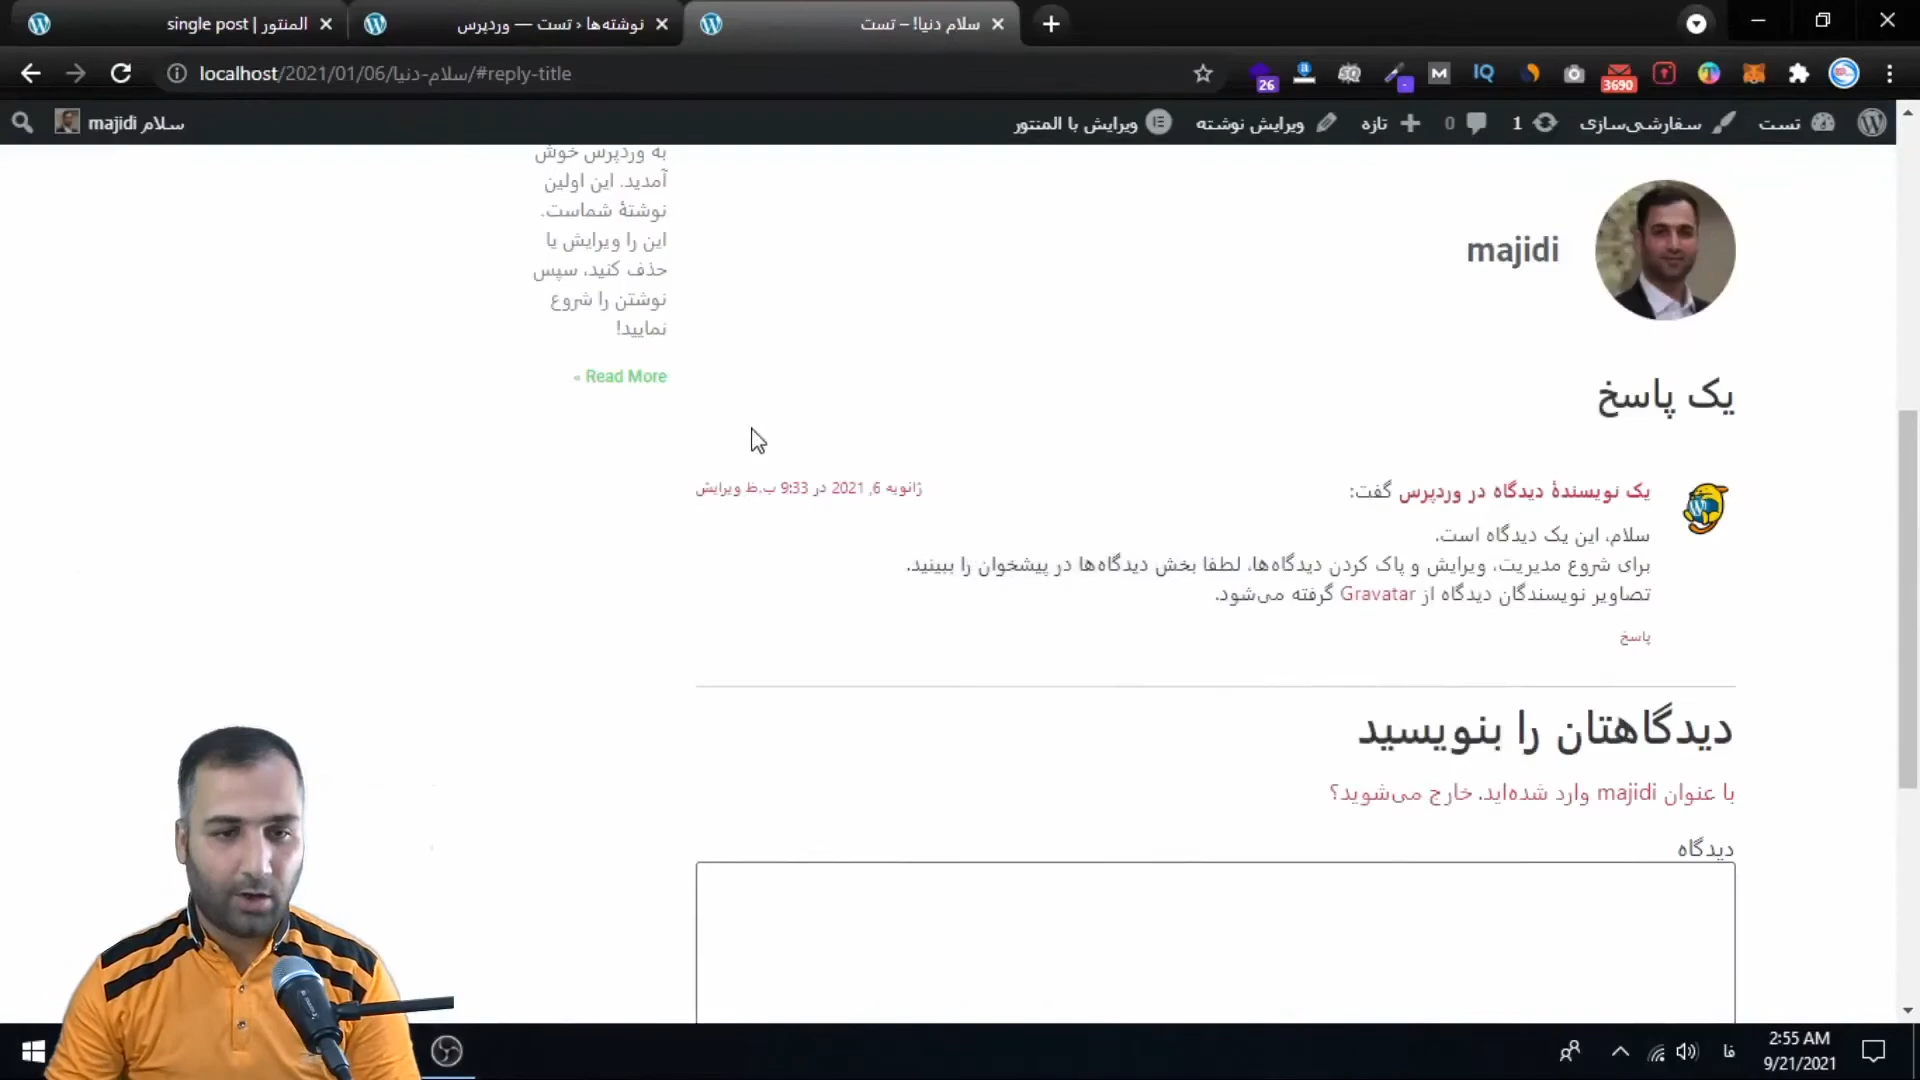 المنتور | single post
نوشته‌ها ‹ تست — وردپرس
سلام دنیا! – تست
localhost/2021/01/06/سلام-دنیا/#reply-title
26
SQ
M
IQ
3690
تست
سفارشی‌سازی
1
0
تازه
ویرایش نوشته
ویرایش با المنتور
سلام majidi
majidi
به وردپرس خوش
آمدید. این اولین
نوشتهٔ شماست.
این را ویرایش یا
حذف کنید، سپس
نوشتن را شروع
نمایید!
Read More »
یک پاسخ
یک نویسندهٔ دیدگاه در وردپرس گفت:
ژانویه 6, 2021 در 9:33 ب.ظ ویرایش
سلام، این یک دیدگاه است.
برای شروع مدیریت، ویرایش و پاک کردن دیدگاه‌ها، لطفا بخش دیدگاه‌ها در پیشخوان را ببینید.
تصاویر نویسندگان دیدگاه از Gravatar گرفته می‌شود.
پاسخ
دیدگاهتان را بنویسید
با عنوان majidi وارد شده‌اید. خارج می‌شوید؟
دیدگاه
فا
2:55 AM
9/21/2021